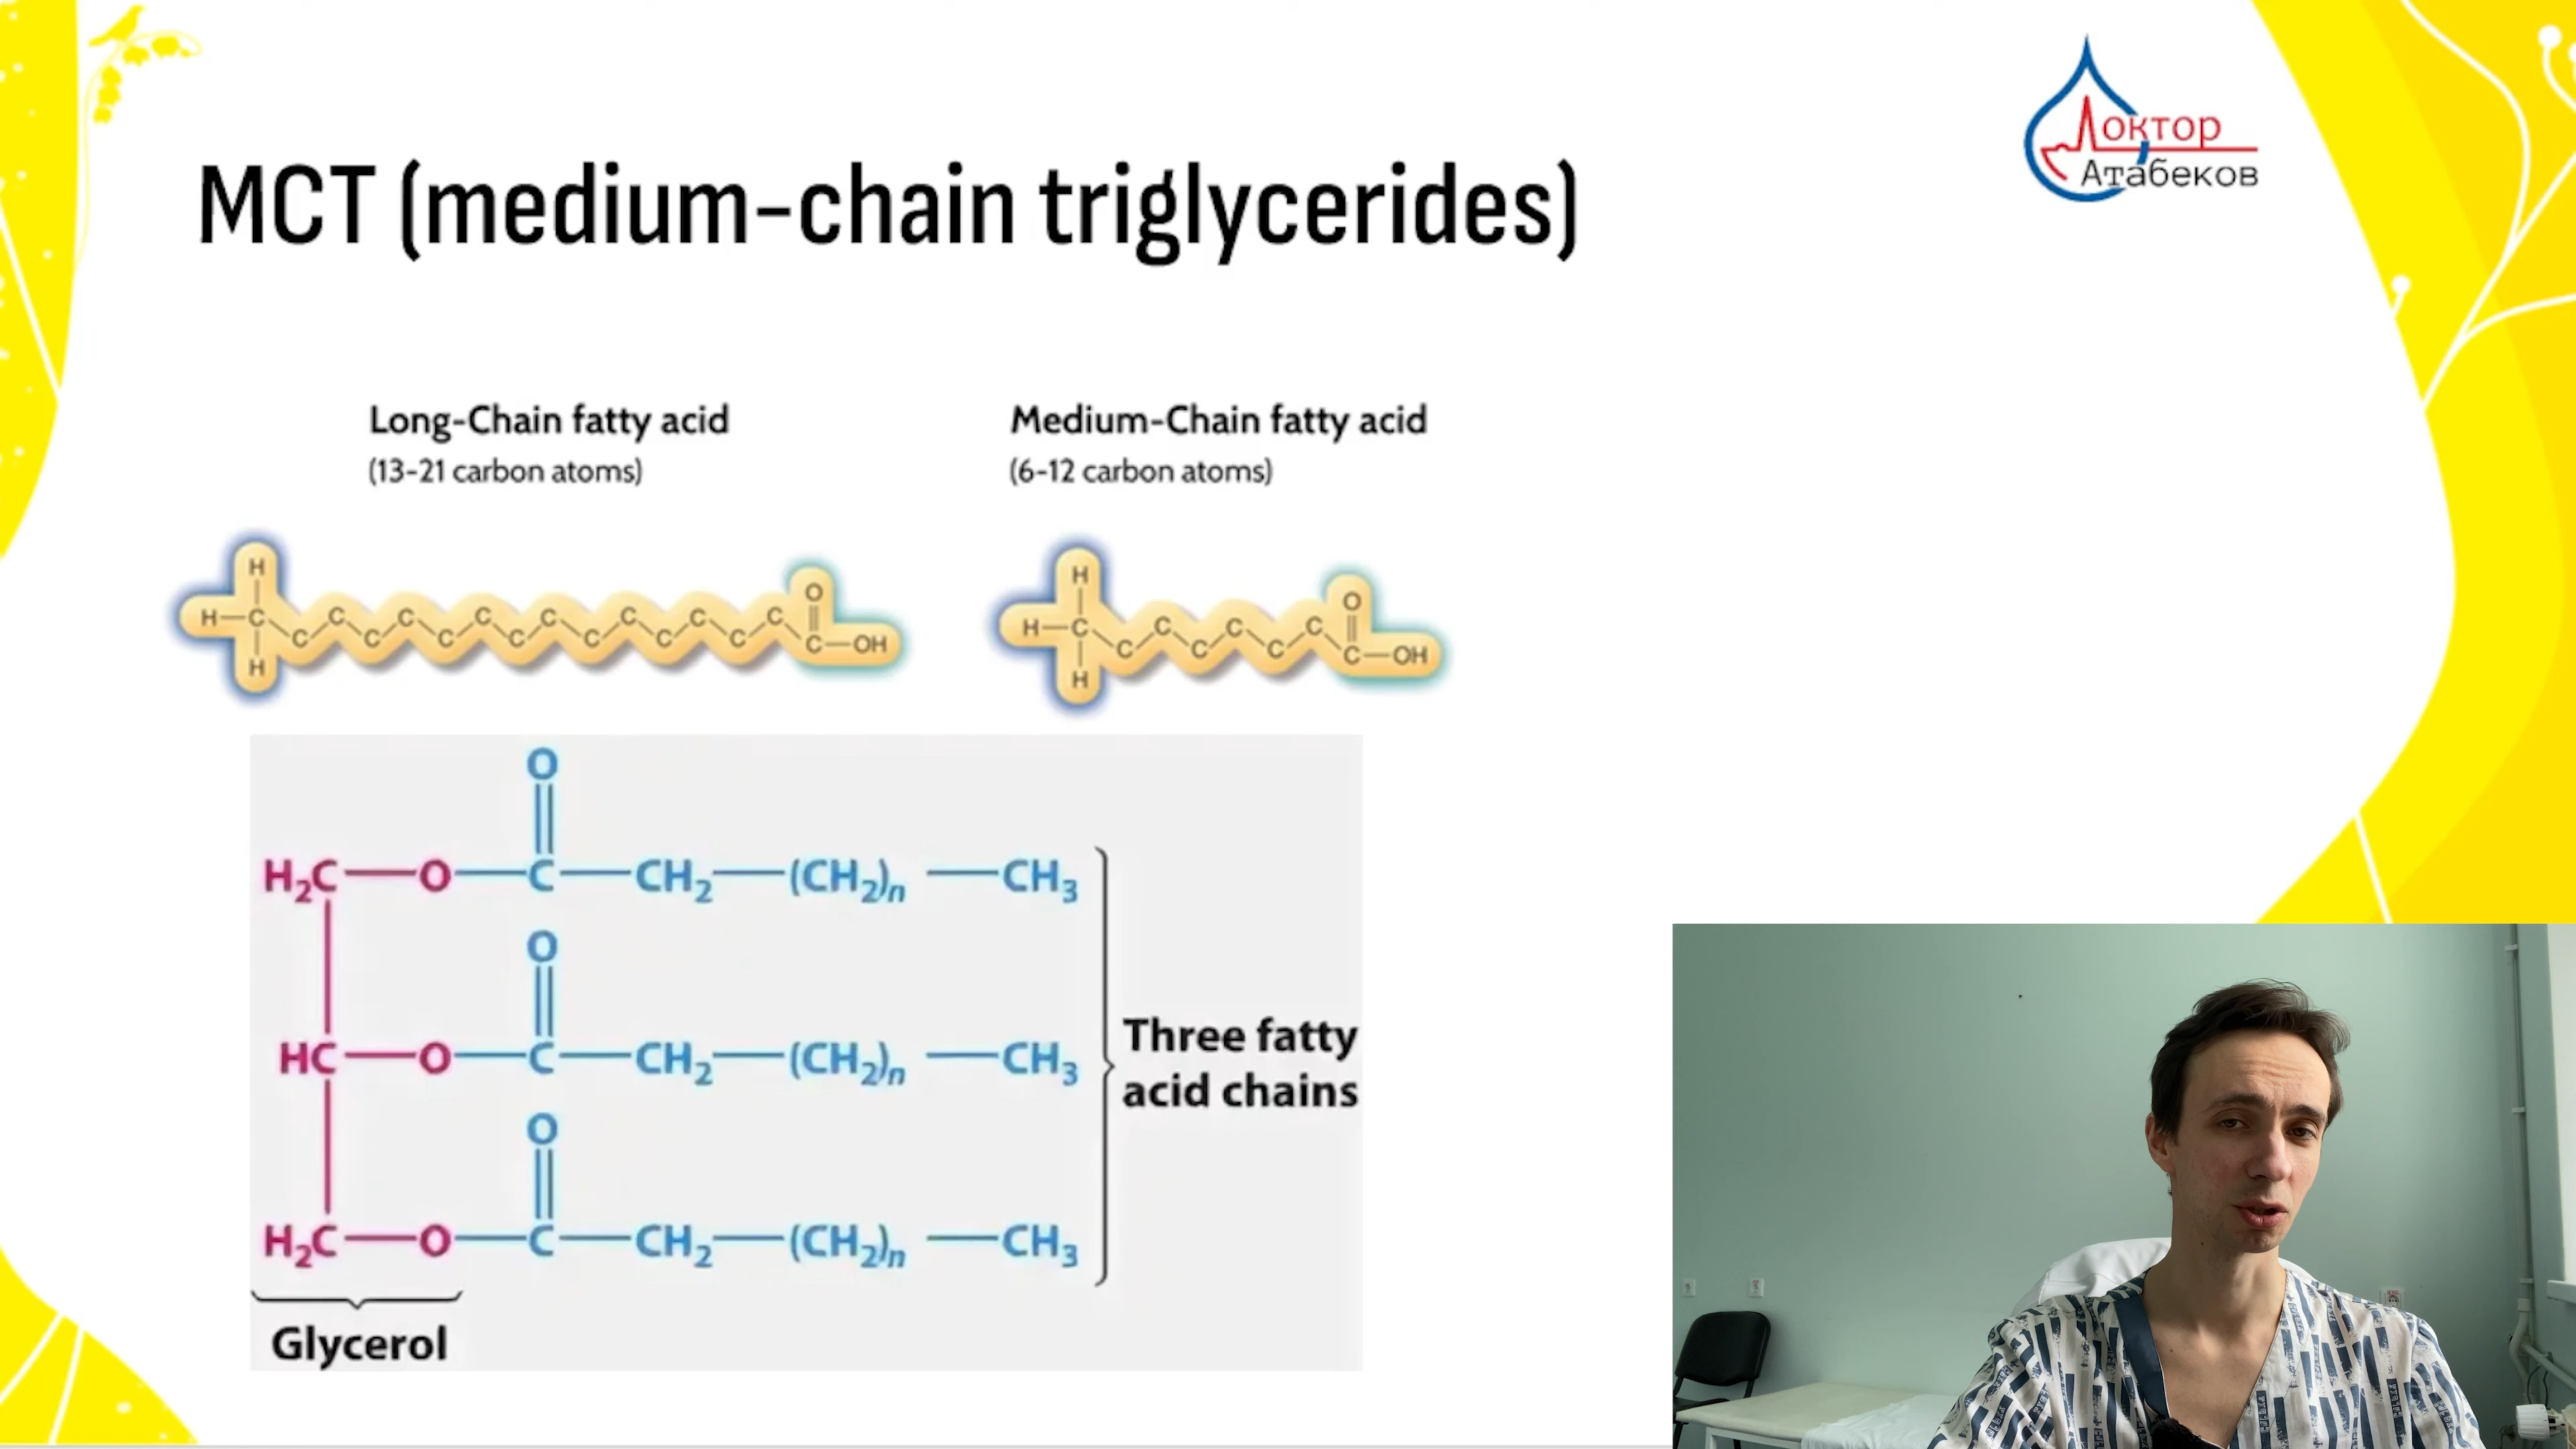 Доктор
Атабеков
MCT (medium-chain triglycerides)
Long-Chain fatty acid
(13-21 carbon atoms)
Medium-Chain fatty acid
(6-12 carbon atoms)
H
H—C C C C C C C C C C C C C C C O
H C—OH
H
H—C C C C C C C O
H C—OH
O
H₂C—O—C—CH₂—(CH₂)ₙ—CH₃
O
HC—O—C—CH₂—(CH₂)ₙ—CH₃
Three fatty
acid chains
O
H₂C—O—C—CH₂—(CH₂)ₙ—CH₃
Glycerol